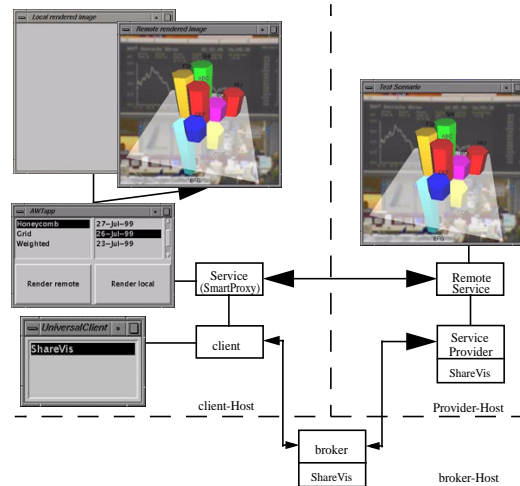 Local rendered image
Remote rendered image
Test Scenario
AWTapp
Honeycomb
Grid
Weighted
27-Jul-99
26-Jul-99
23-Jul-99
Render remote
Render local
Service
(SmartProxy)
Remote
Service
UniversalClient
ShareVis
client
Service
Provider
ShareVis
client-Host
Provider-Host
broker
ShareVis
broker-Host